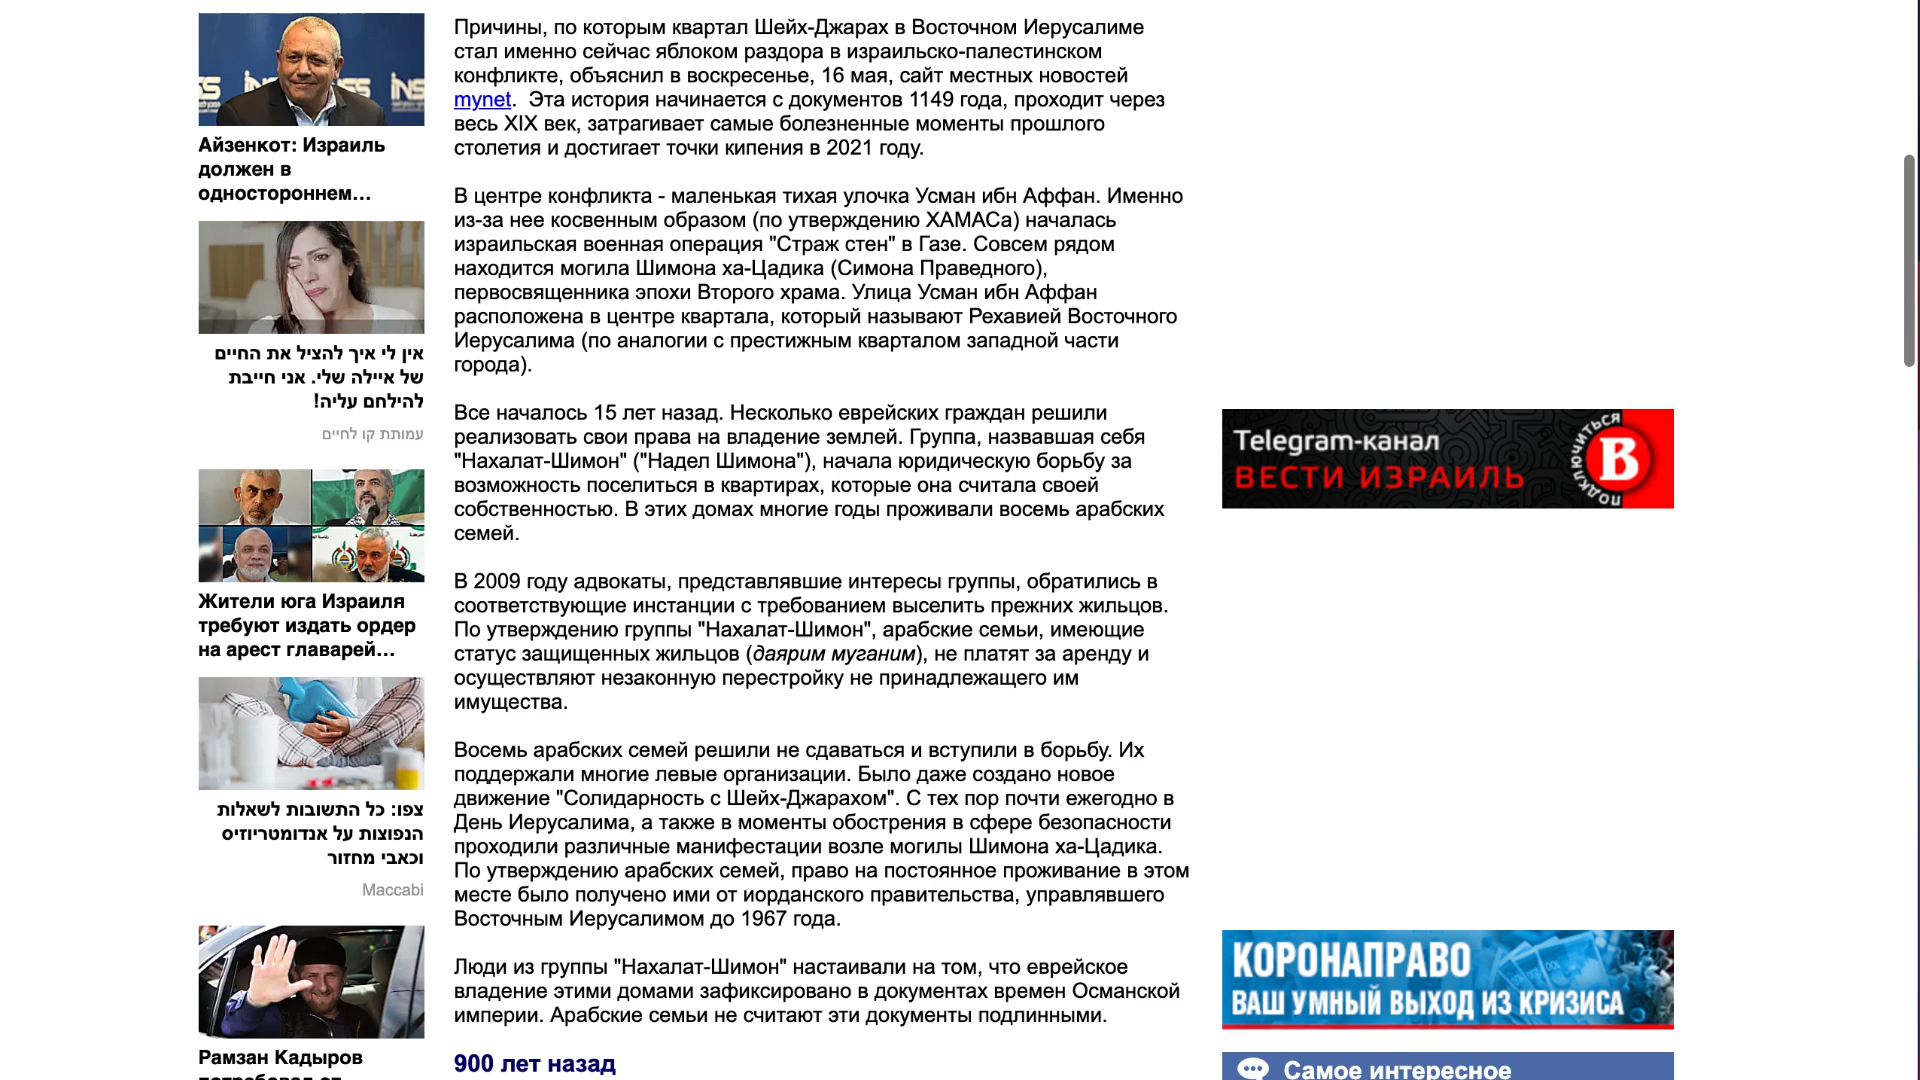 Айзенкот: Израиль
должен в
одностороннем...
אין לי איך להציל את החיים
של איילה שלי. אני חייבת
להילחם עליה!
עמותת קו לחיים
Жители юга Израиля
требуют издать ордер
на арест главарей...
צפו: כל התשובות לשאלות
הנפוצות על אנדומטריוזיס
וכאבי מחזור
Maccabi
Рамзан Кадыров
потребовал от
Причины, по которым квартал Шейх-Джарах в Восточном Иерусалиме
стал именно сейчас яблоком раздора в израильско-палестинском
конфликте, объяснил в воскресенье, 16 мая, сайт местных новостей
mynet. Эта история начинается с документов 1149 года, проходит через
весь XIX век, затрагивает самые болезненные моменты прошлого
столетия и достигает точки кипения в 2021 году.
В центре конфликта - маленькая тихая улочка Усман ибн Аффан. Именно
из-за нее косвенным образом (по утверждению ХАМАСа) началась
израильская военная операция "Страж стен" в Газе. Совсем рядом
находится могила Шимона ха-Цадика (Симона Праведного),
первосвященника эпохи Второго храма. Улица Усман ибн Аффан
расположена в центре квартала, который называют Рехавией Восточного
Иерусалима (по аналогии с престижным кварталом западной части
города).
Все началось 15 лет назад. Несколько еврейских граждан решили
реализовать свои права на владение землей. Группа, назвавшая себя
"Нахалат-Шимон" ("Надел Шимона"), начала юридическую борьбу за
возможность поселиться в квартирах, которые она считала своей
собственностью. В этих домах многие годы проживали восемь арабских
семей.
В 2009 году адвокаты, представлявшие интересы группы, обратились в
соответствующие инстанции с требованием выселить прежних жильцов.
По утверждению группы "Нахалат-Шимон", арабские семьи, имеющие
статус защищенных жильцов (даярим муганим), не платят за аренду и
осуществляют незаконную перестройку не принадлежащего им
имущества.
Восемь арабских семей решили не сдаваться и вступили в борьбу. Их
поддержали многие левые организации. Было даже создано новое
движение "Солидарность с Шейх-Джарахом". С тех пор почти ежегодно в
День Иерусалима, а также в моменты обострения в сфере безопасности
проходили различные манифестации возле могилы Шимона ха-Цадика.
По утверждению арабских семей, право на постоянное проживание в этом
месте было получено ими от иорданского правительства, управлявшего
Восточным Иерусалимом до 1967 года.
Люди из группы "Нахалат-Шимон" настаивали на том, что еврейское
владение этими домами зафиксировано в документах времен Османской
империи. Арабские семьи не считают эти документы подлинными.
900 лет назад
Telegram-канал
ВЕСТИ ИЗРАИЛЬ
ПОДКЛЮЧИТЬСЯ
В
КОРОНАПРАВО
ВАШ УМНЫЙ ВЫХОД ИЗ КРИЗИСА
Самое интересное